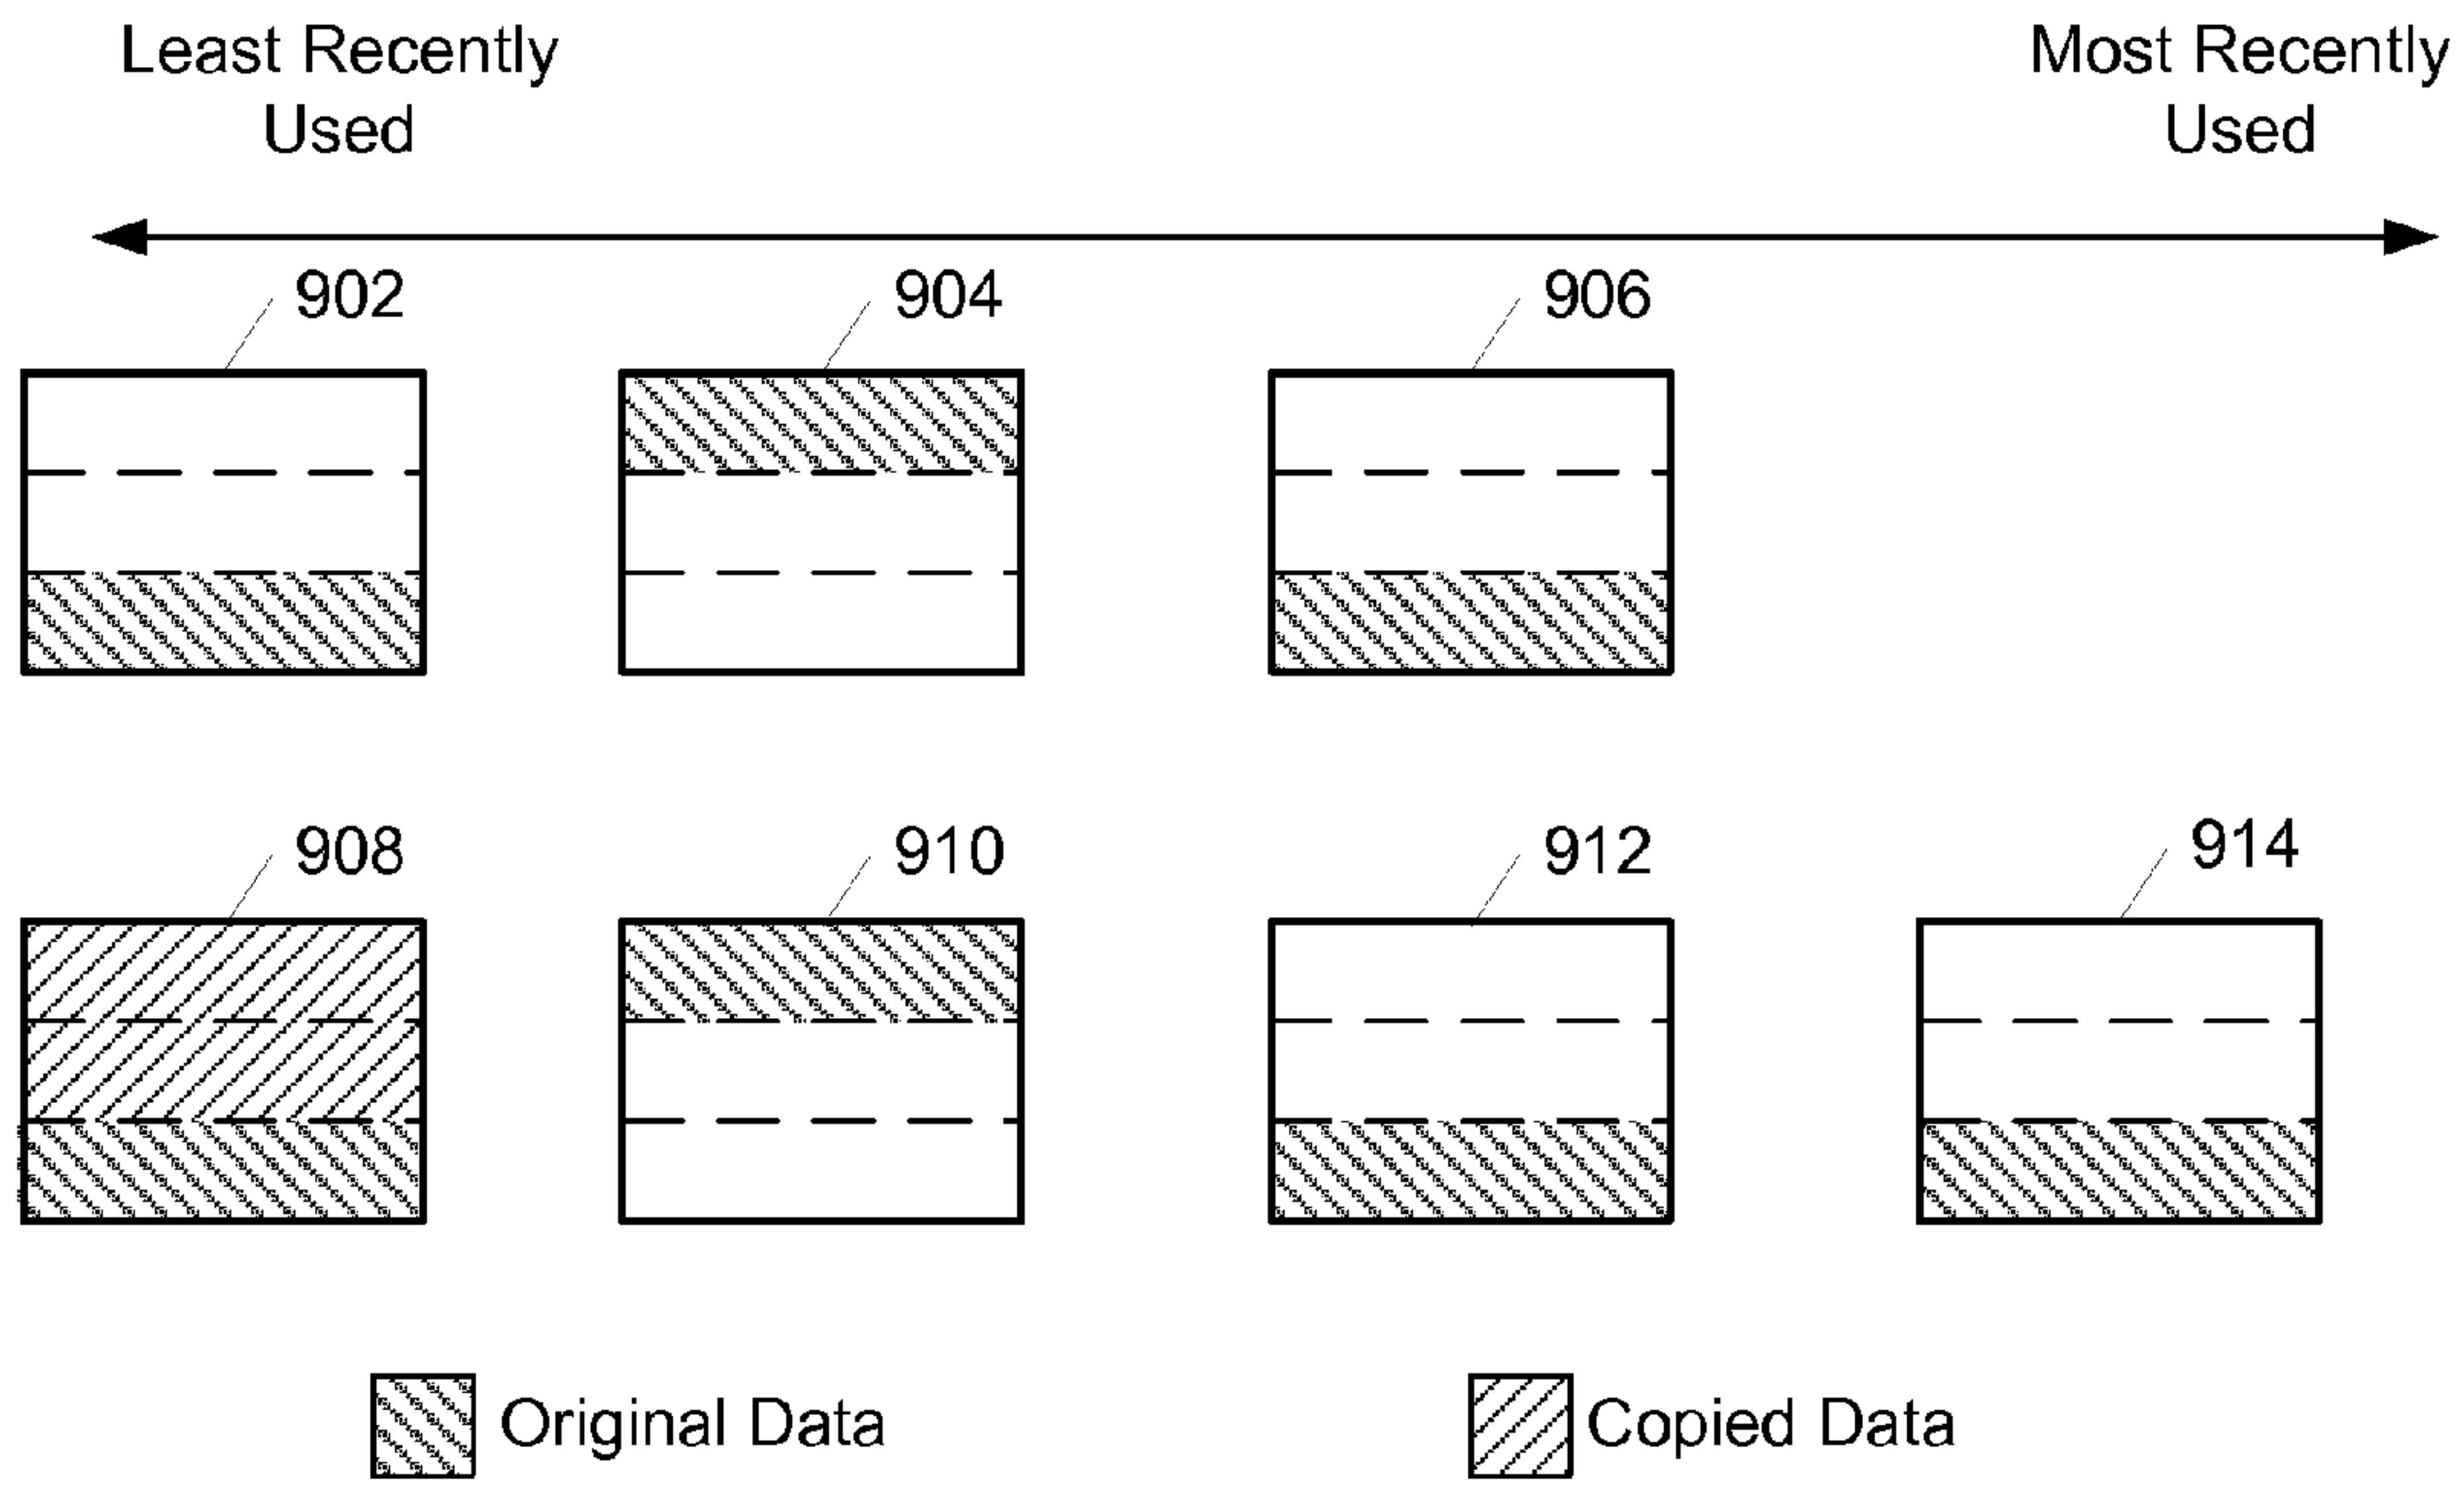 Least Recently
Used
Most Recently
Used
902
904
906
908
910
912
914
Original Data
Copied Data